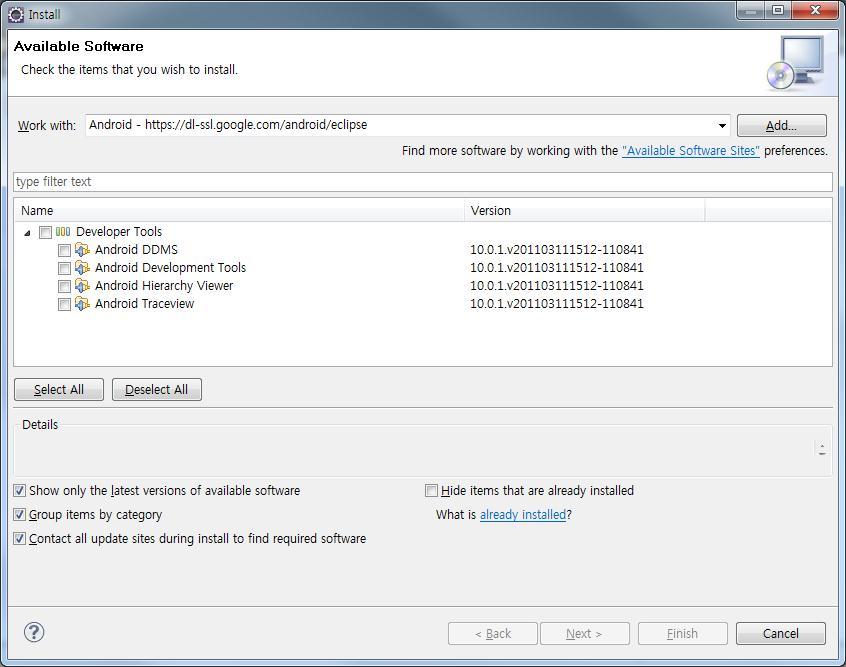 Install
Available Software
Check the items that you wish to install.
Work with: Android - https://dl-ssl.google.com/android/eclipse Add...
Find more software by working with the "Available Software Sites" preferences.
type filter text
Name Version
Developer Tools
Android DDMS 10.0.1.v201103111512-110841
Android Development Tools 10.0.1.v201103111512-110841
Android Hierarchy Viewer 10.0.1.v201103111512-110841
Android Traceview 10.0.1.v201103111512-110841
Select All Deselect All
Details
Show only the latest versions of available software Hide items that are already installed
Group items by category What is already installed?
Contact all update sites during install to find required software
? < Back Next > Finish Cancel